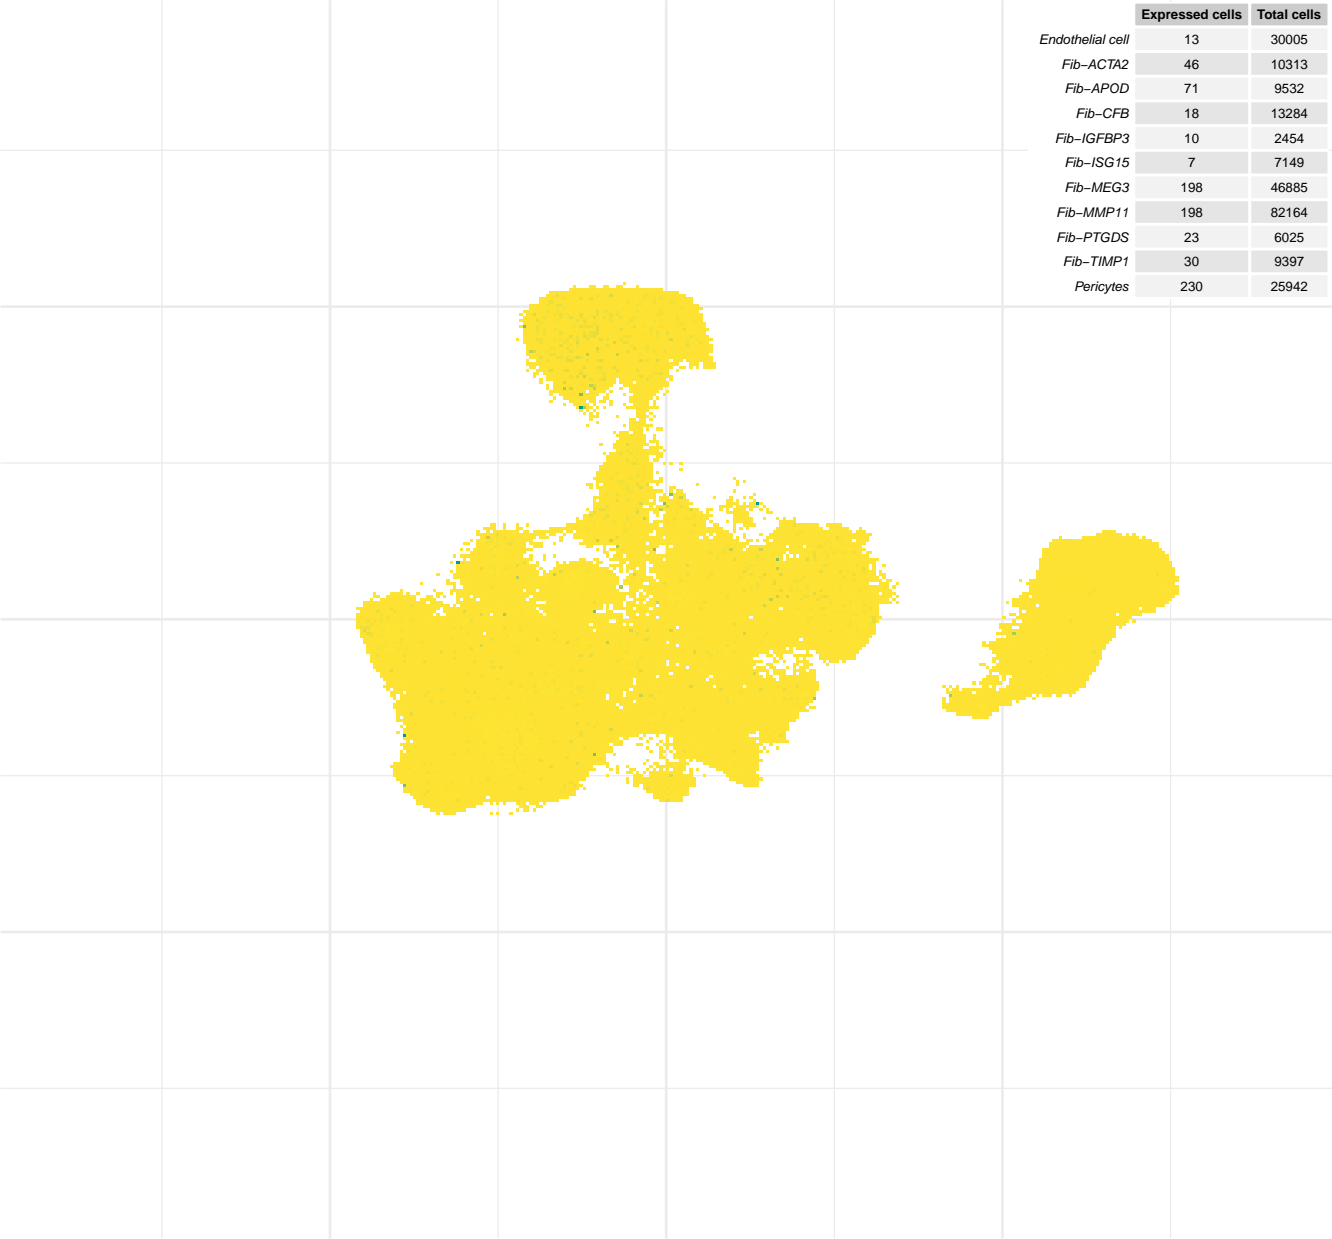 Expressed cells Total cells
Endothelial cell 13 30005
Fib−ACTA2 46 10313
Fib−APOD 71 9532
Fib−CFB 18 13284
Fib−IGFBP3 10 2454
Fib−ISG15 7 7149
Fib−MEG3 198 46885
Fib−MMP11 198 82164
Fib−PTGDS 23 6025
Fib−TIMP1 30 9397
Pericytes 230 25942